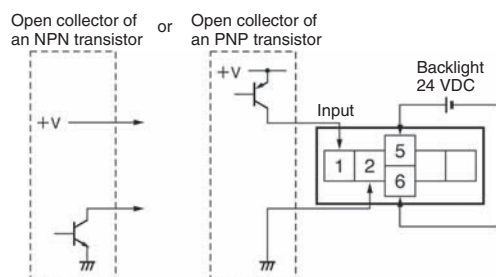 Open collector of
an NPN transistor
or
Open collector of
an PNP transistor
+V
+V
Backlight
24 VDC
Input
1
2
5
6